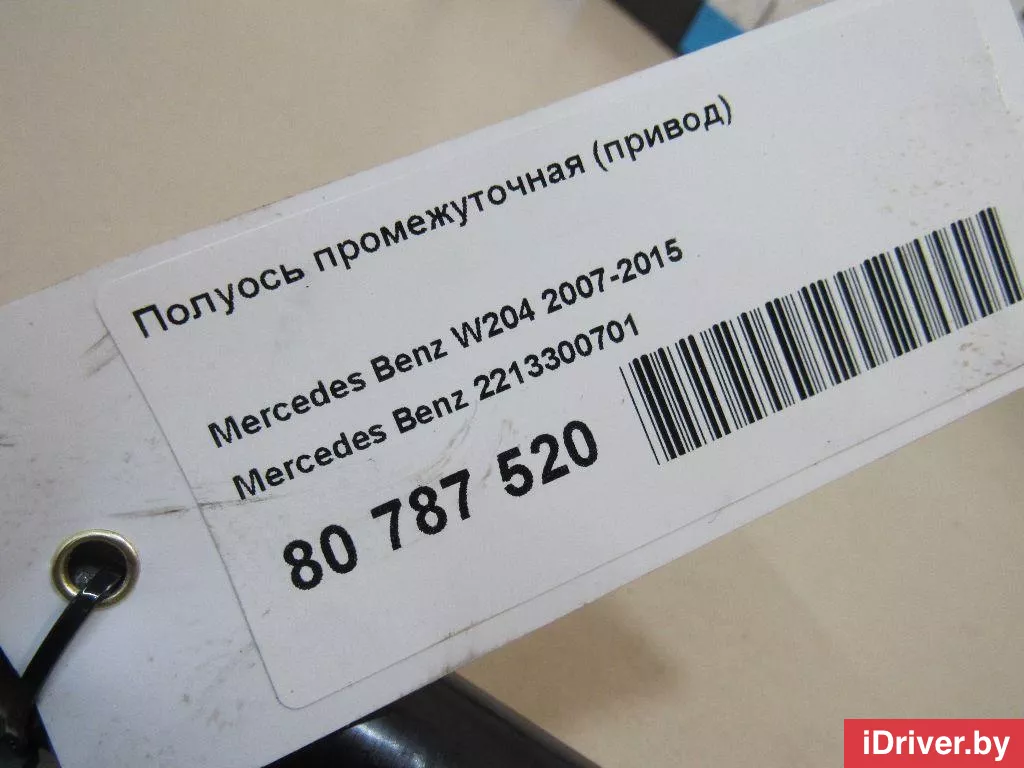 Полуось промежуточная (привод)
Mercedes Benz W204 2007-2015
Mercedes Benz 2213300701
80 787 520
iDriver.by